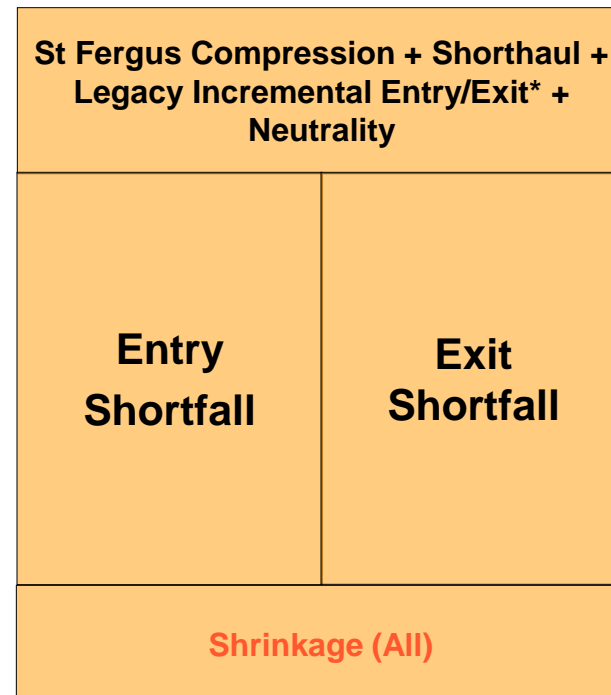 St Fergus Compression + Shorthaul +
Legacy Incremental Entry/Exit* +
Neutrality
Entry
Shortfall
Exit
Shortfall
Shrinkage (All)